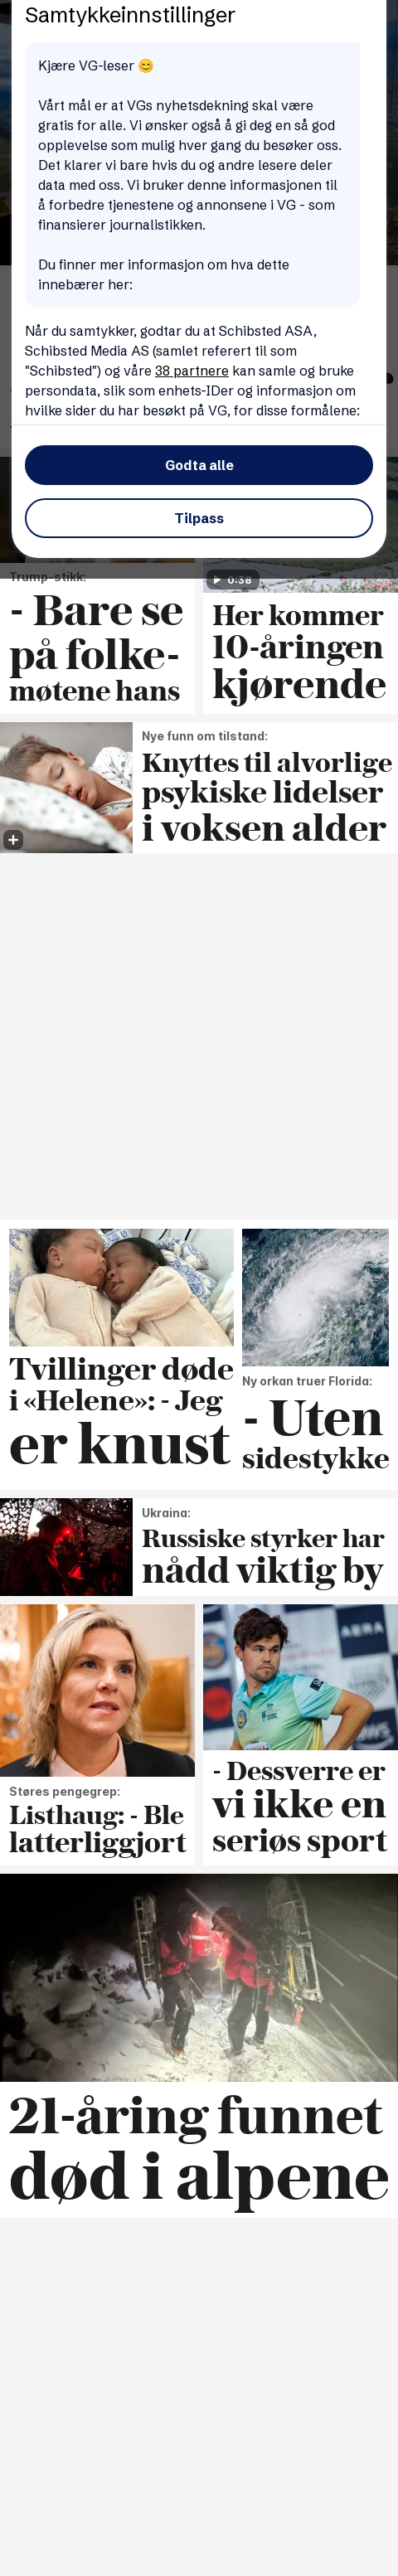 Samtykkeinnstillinger
Kjære VG-leser 😊
Vårt mål er at VGs nyhetsdekning skal være
gratis for alle. Vi ønsker også å gi deg en så god
opplevelse som mulig hver gang du besøker oss.
Det klarer vi bare hvis du og andre lesere deler
data med oss. Vi bruker denne informasjonen til
å forbedre tjenestene og annonsene i VG - som
finansierer journalistikken.
Du finner mer informasjon om hva dette
innebærer her:
Når du samtykker, godtar du at Schibsted ASA,
Schibsted Media AS (samlet referert til som
"Schibsted") og våre 38 partnere kan samle og bruke
persondata, slik som enhets-IDer og informasjon om
hvilke sider du har besøkt på VG, for disse formålene:
Godta alle
Tilpass
Trump-stikk:
- Bare se
på folke-
møtene hans
0:38
Her kommer
10-åringen
kjørende
Nye funn om tilstand:
Knyttes til alvorlige
psykiske lidelser
i voksen alder
Tvillinger døde
i «Helene»: - Jeg
er knust
Ny orkan truer Florida:
- Uten
sidestykke
Ukraina:
Russiske styrker har
nådd viktig by
Støres pengegrep:
Listhaug: - Ble
latterliggjort
- Dessverre er
vi ikke en
seriøs sport
21-åring funnet
død i alpene